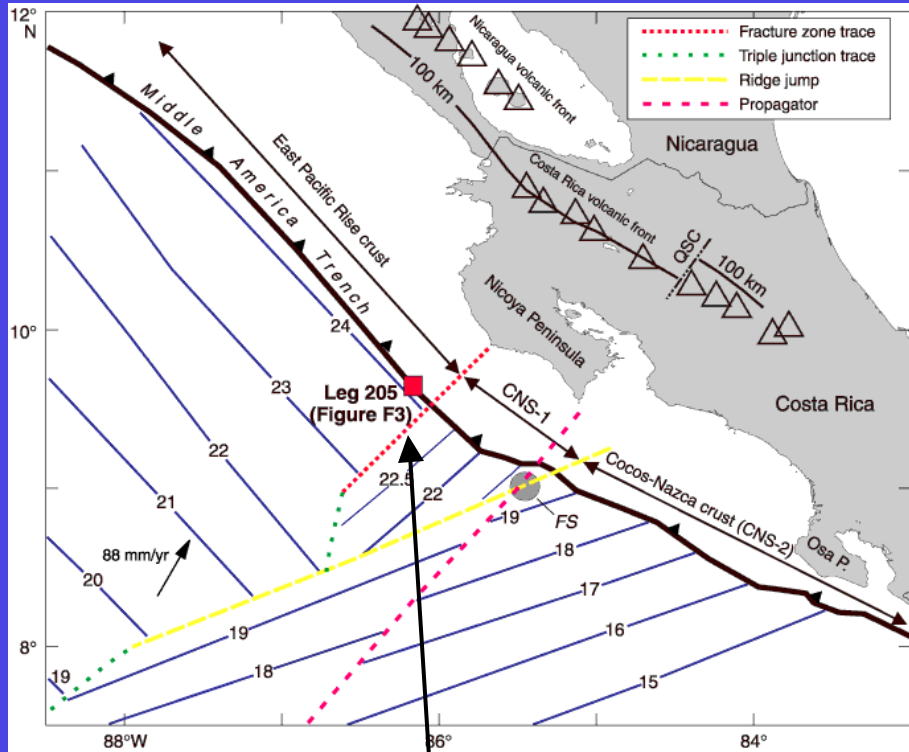 12°
N
Fracture zone trace
Triple junction trace
Ridge jump
Propagator
Nicaragua volcanic front
100 km
Nicaragua
Middle America Trench
East Pacific Rise crust
Costa Rica volcanic front
QSC
100 km
Nicoya Peninsula
10°
24
Leg 205
(Figure F3)
CNS-1
Costa Rica
23
22
22.5
22
Cocos-Nazca crust (CNS-2)
FS
Osa P.
21
19
18
88 mm/yr
20
17
8°
19
16
18
19
15
88°W
86°
84°